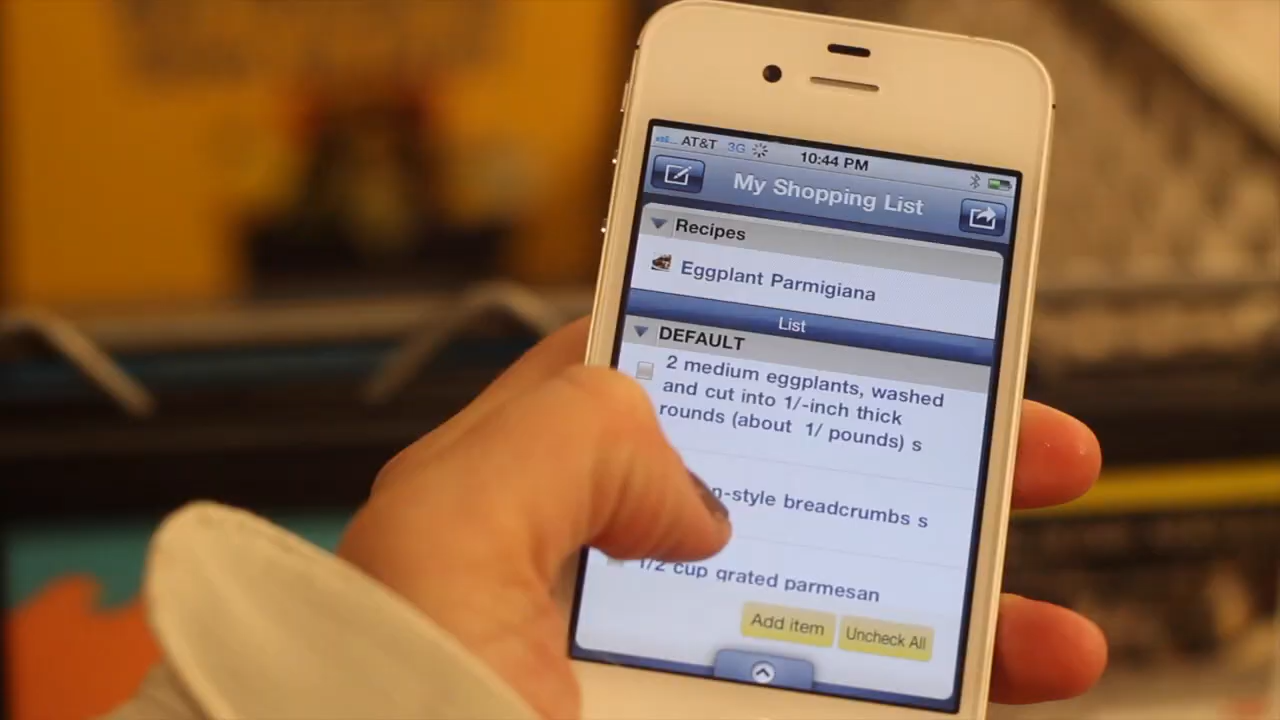 AT&T 3G 10:44 PM
My Shopping List
Recipes
Eggplant Parmigiana
List
DEFAULT
2 medium eggplants, washed
and cut into 1/-inch thick
rounds (about 1/ pounds) s
n-style breadcrumbs s
1/2 cup grated parmesan
Add item
Uncheck All